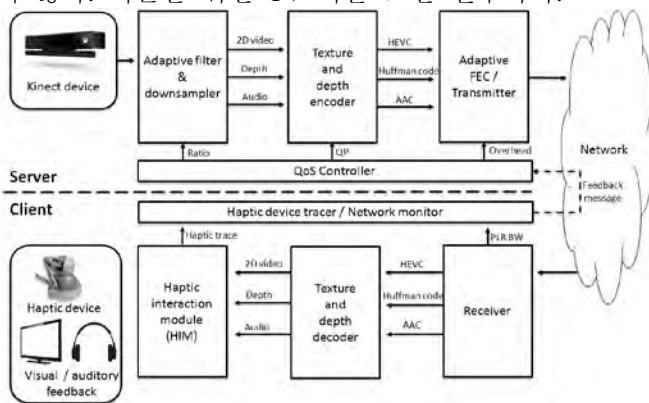 2D video
HEVC
Adaptive filter
&
downsampler
Texture
and
depth
encoder
Adaptive
FEC /
Transmitter
Depth
Huffman code
Kinect device
Audio
AAC
Ratio
QP
Overhead
Network
QoS Controller
Server
Feedback
message
Client
Haptic device tracer / Network monitor
Haptic trace
PLR BW
2D video
HEVC
Haptic
interaction
module
(HIM)
Texture
and
depth
decoder
Receiver
Depth
Huffman code
Haptic device
Audio
AAC
Visual / auditory
feedback